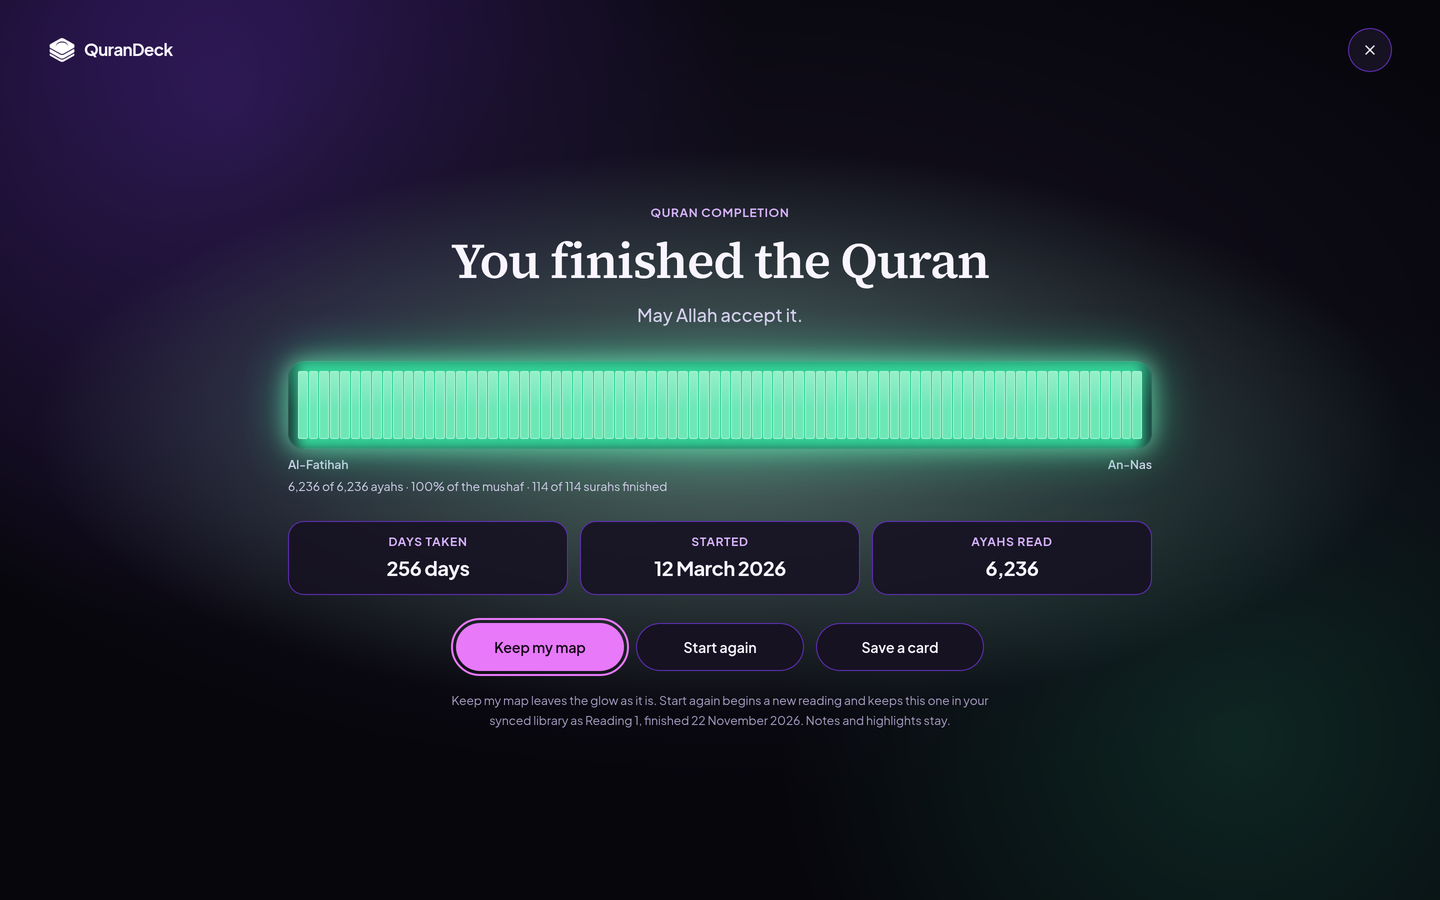 QuranDeck
QURAN COMPLETION
You finished the Quran
May Allah accept it.
Al-Fatihah
An-Nas
6,236 of 6,236 ayahs · 100% of the mushaf · 114 of 114 surahs finished
DAYS TAKEN
256 days
STARTED
12 March 2026
AYAHS READ
6,236
Keep my map
Start again
Save a card
Keep my map leaves the glow as it is. Start again begins a new reading and keeps this one in your
synced library as Reading 1, finished 22 November 2026. Notes and highlights stay.